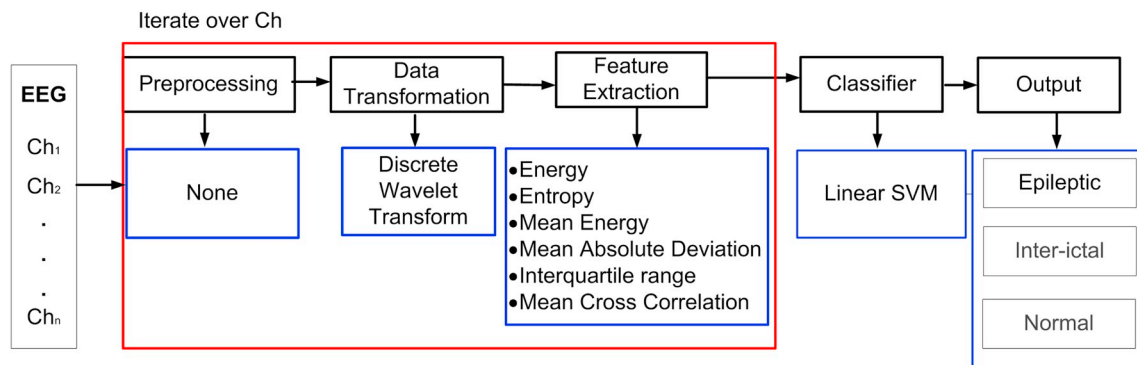 Iterate over Ch
EEG
Ch1
Ch2
.
.
.
Chn
Preprocessing
None
Data
Transformation
Discrete
Wavelet
Transform
Feature
Extraction
•Energy
•Entropy
•Mean Energy
•Mean Absolute Deviation
•Interquartile range
•Mean Cross Correlation
Classifier
Linear SVM
Output
Epileptic
Inter-ictal
Normal